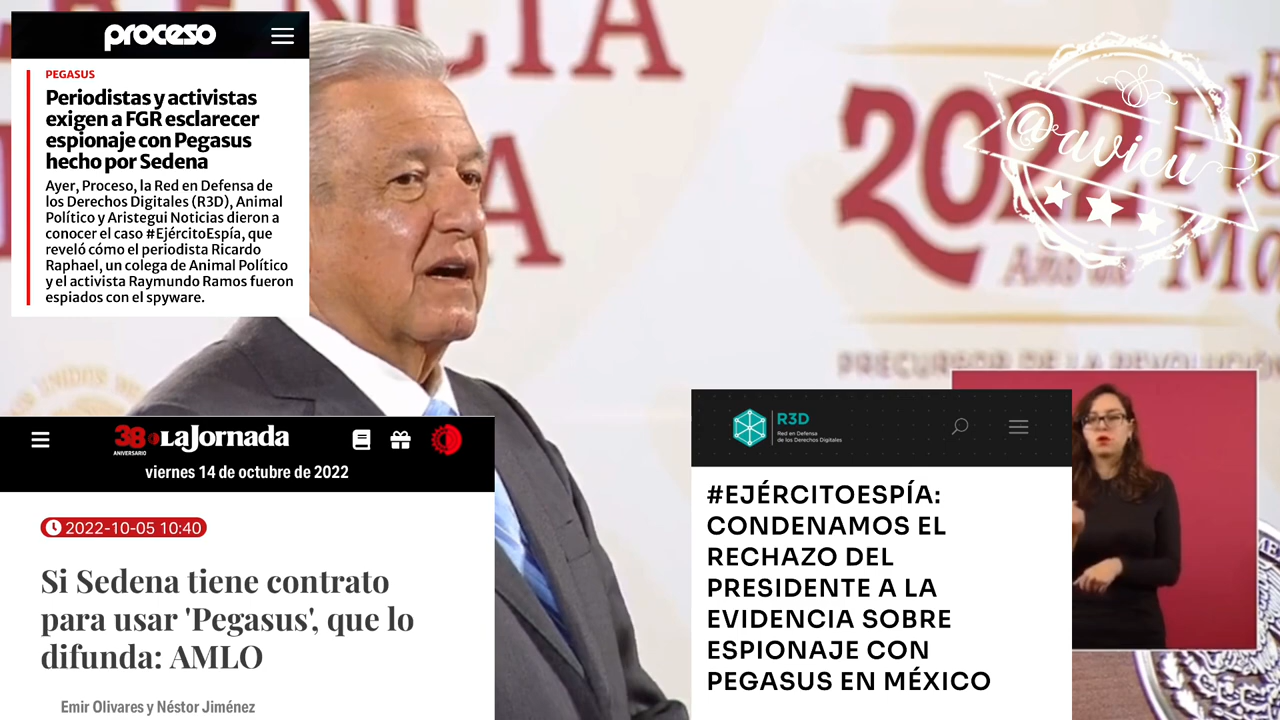 proceso
PEGASUS
Periodistas y activistas
exigen a FGR esclarecer
espionaje con Pegasus
hecho por Sedena
Ayer, Proceso, la Red en Defensa de
los Derechos Digitales (R3D), Animal
Político y Aristegui Noticias dieron a
conocer el caso #EjércitoEspía, que
reveló cómo el periodista Ricardo
Raphael, un colega de Animal Político
y el activista Raymundo Ramos fueron
espiados con el spyware.
2022
PRECURSOR DE LA REVOLUCIÓN
38
ANIVERSARIO
LaJornada
viernes 14 de octubre de 2022
2022-10-05 10:40
Si Sedena tiene contrato
para usar 'Pegasus', que lo
difunda: AMLO
Emir Olivares y Néstor Jiménez
R3D
Red en Defensa
de los Derechos Digitales
#EJÉRCITOESPÍA:
CONDENAMOS EL
RECHAZO DEL
PRESIDENTE A LA
EVIDENCIA SOBRE
ESPIONAJE CON
PEGASUS EN MÉXICO